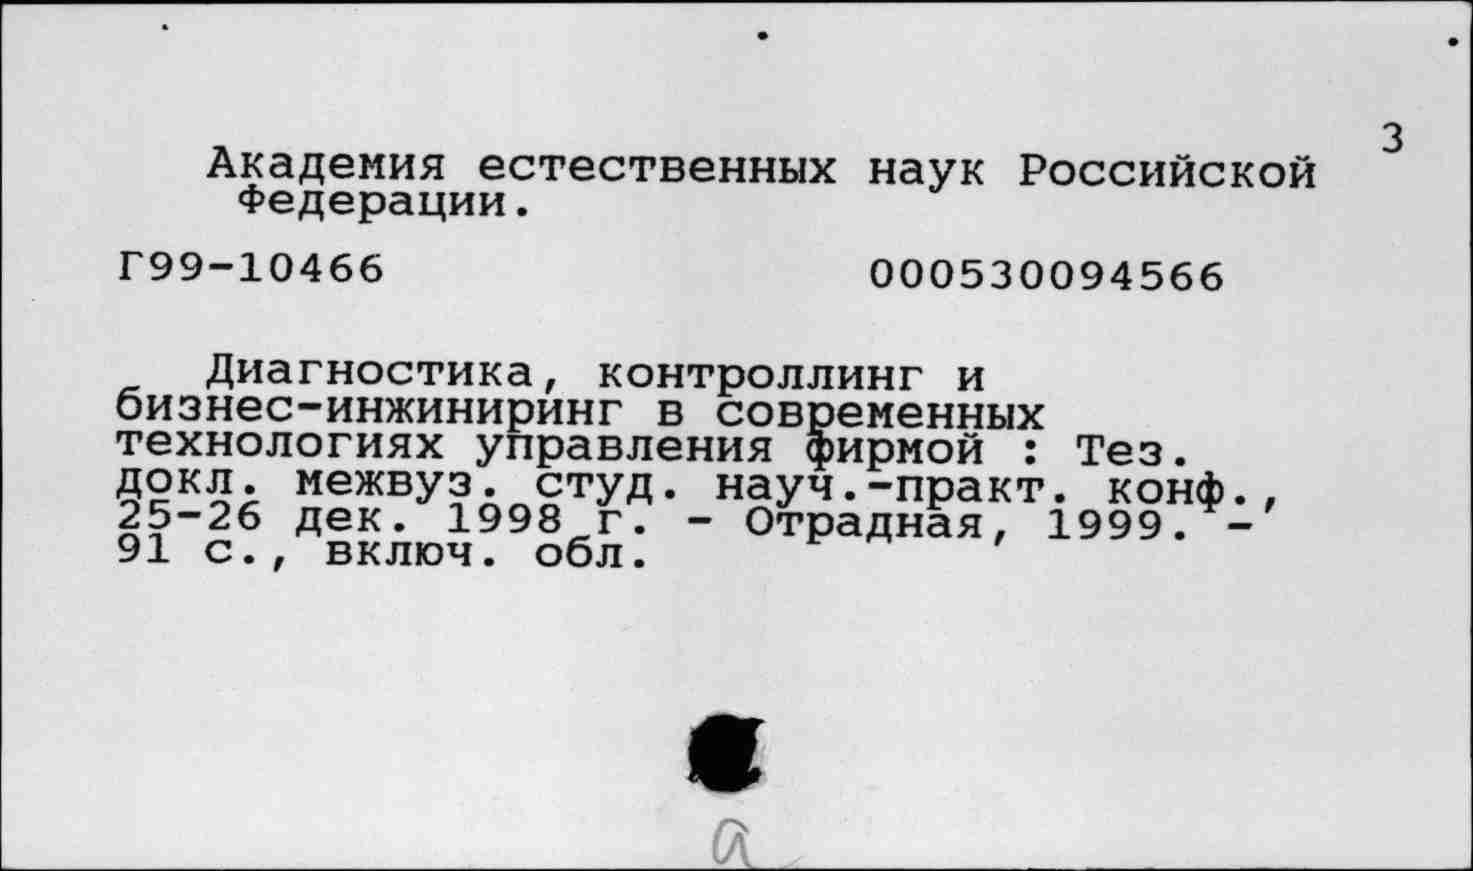 3
Академия естественных наук Российской
Федерации.
Г99-10466 000530094566
Диагностика, контроллинг и
бизнес-инжиниринг в современных
технологиях управления фирмой : Тез.
докл. межвуз. студ. науч.-практ. конф.,
25-26 дек. 1998 г. - Отрадная, 1999. -
91 с., включ. обл.